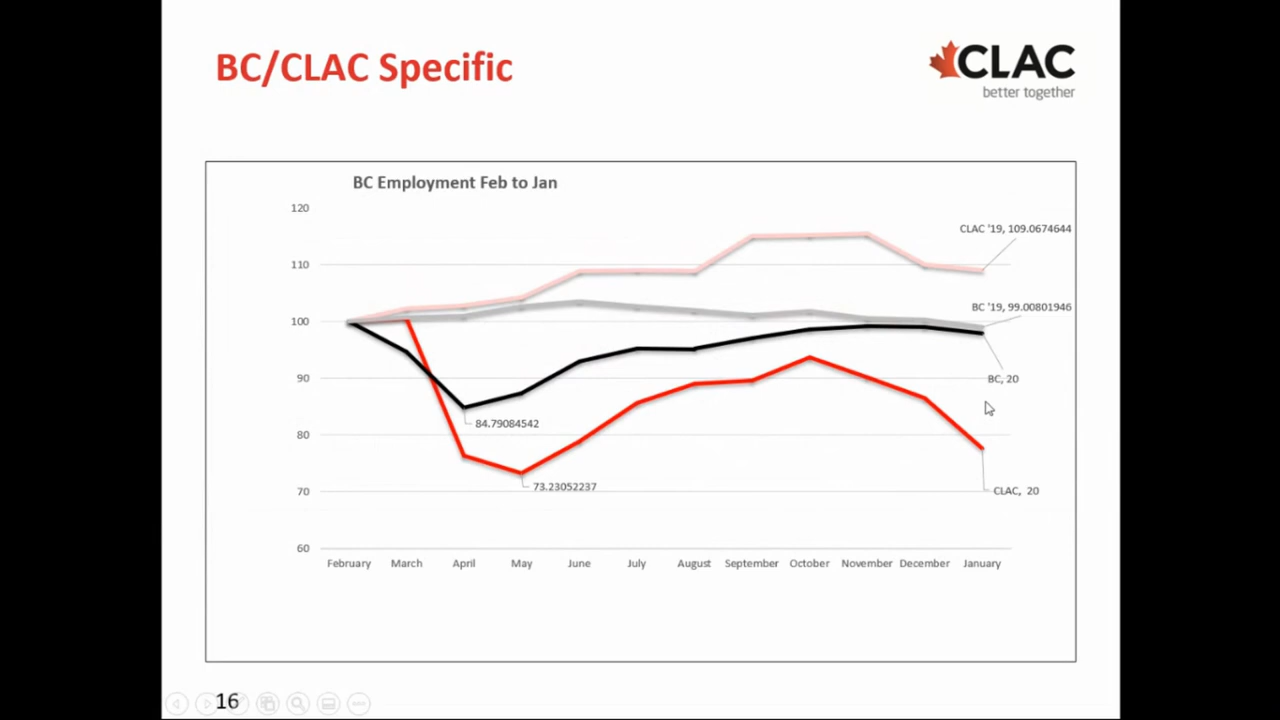 BC/CLAC Specific
CLAC
better together
BC Employment Feb to Jan
120
110
100
90
80
70
60
CLAC '19, 109.0674644
BC '19, 99.00801946
BC, 20
84.79084542
73.23052237
CLAC, 20
February March April May June July August September October November December January
16